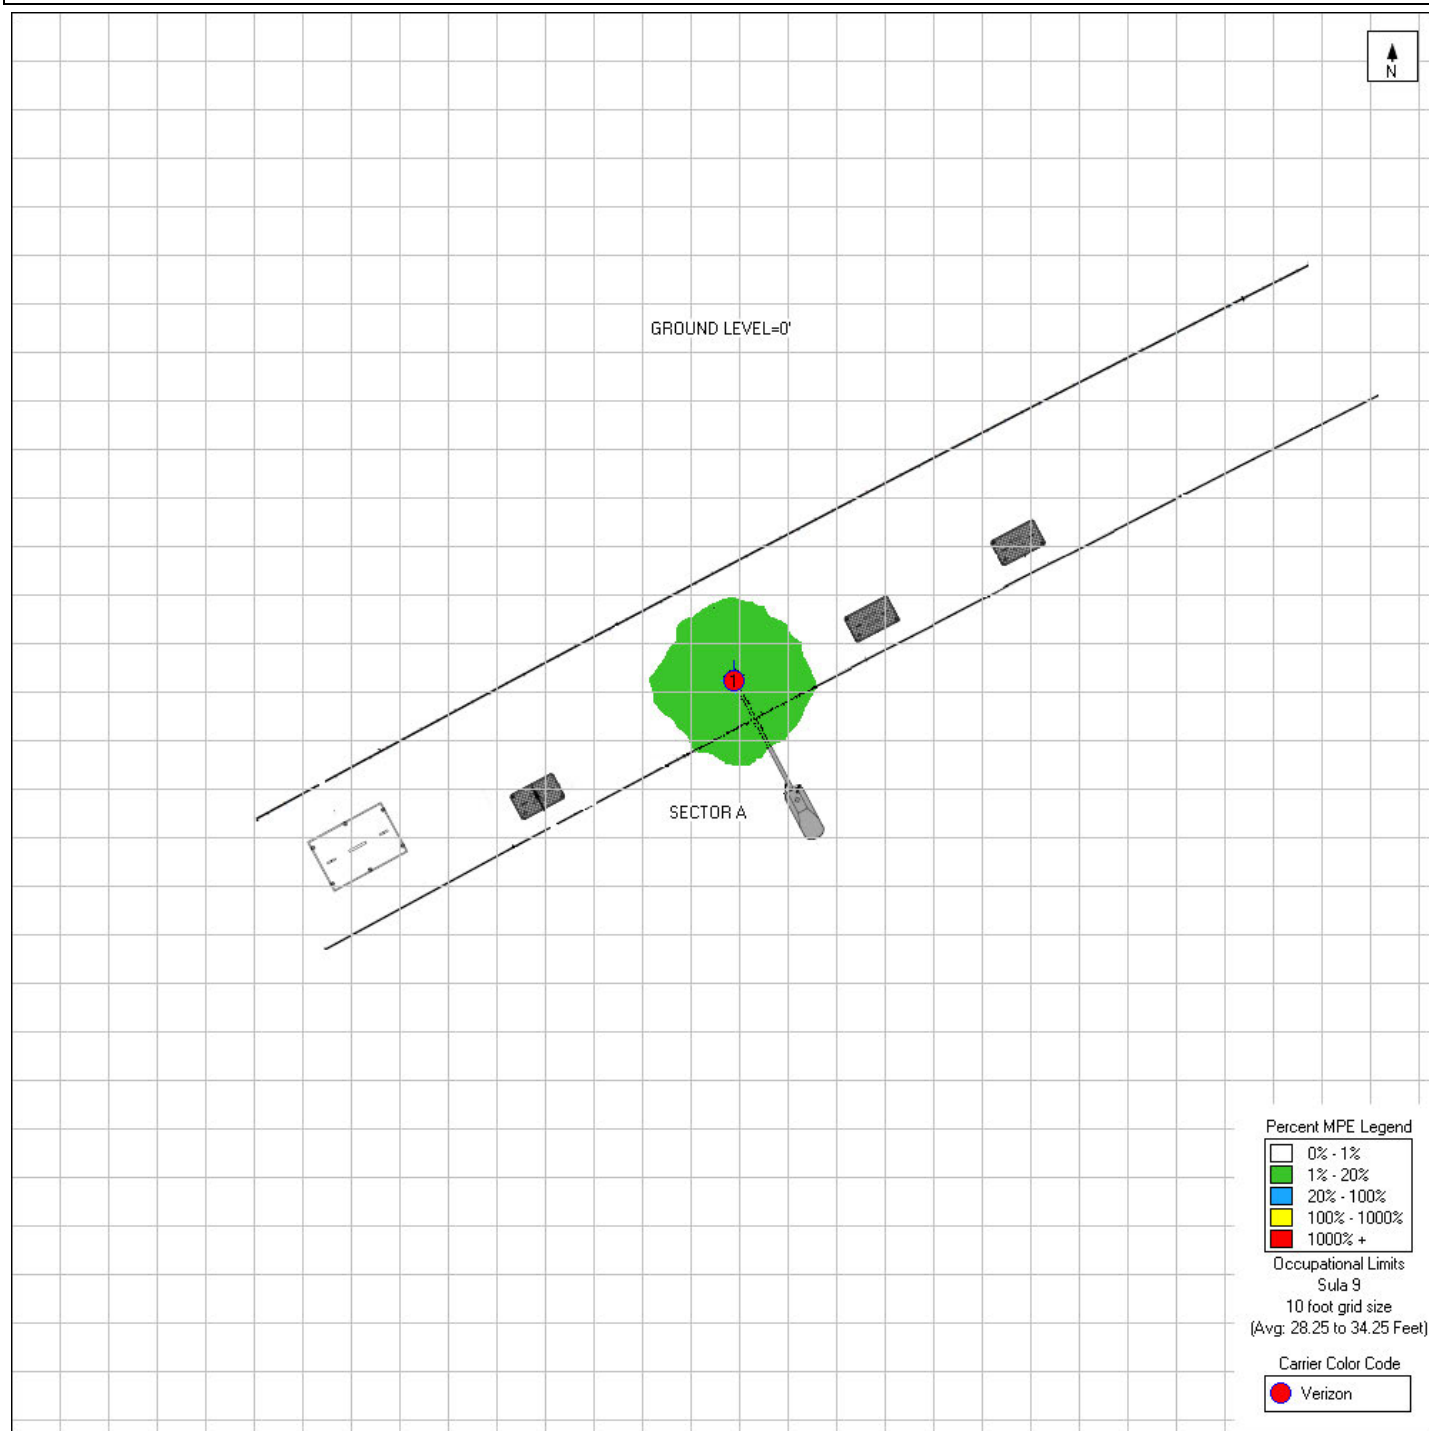 N
GROUND LEVEL=0'
1
SECTOR A
Percent MPE Legend
0% - 1%
1% - 20%
20% - 100%
100% - 1000%
1000% +
Occupational Limits
Sula 9
10 foot grid size
(Avg: 28.25 to 34.25 Feet)
Carrier Color Code
Verizon